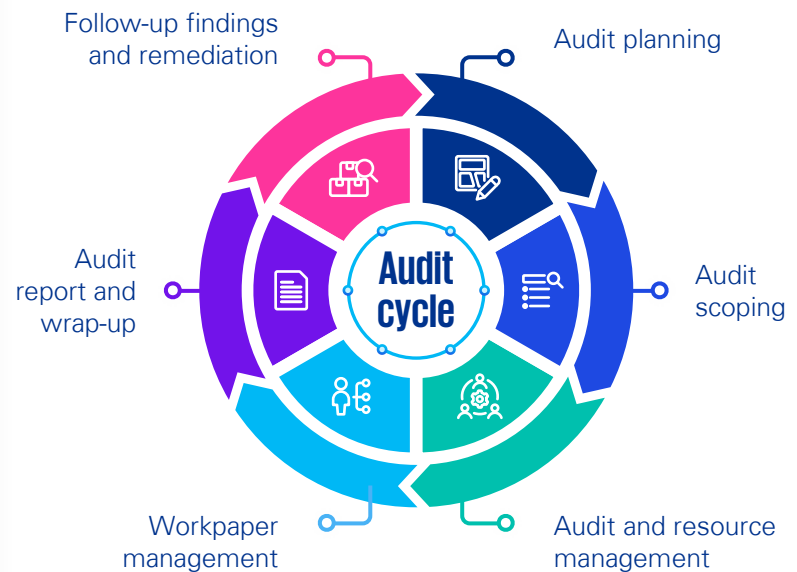 Follow-up findings
and remediation
Audit planning
Audit
cycle
Audit
report and
wrap-up
Audit
scoping
Workpaper
management
Audit and resource
management